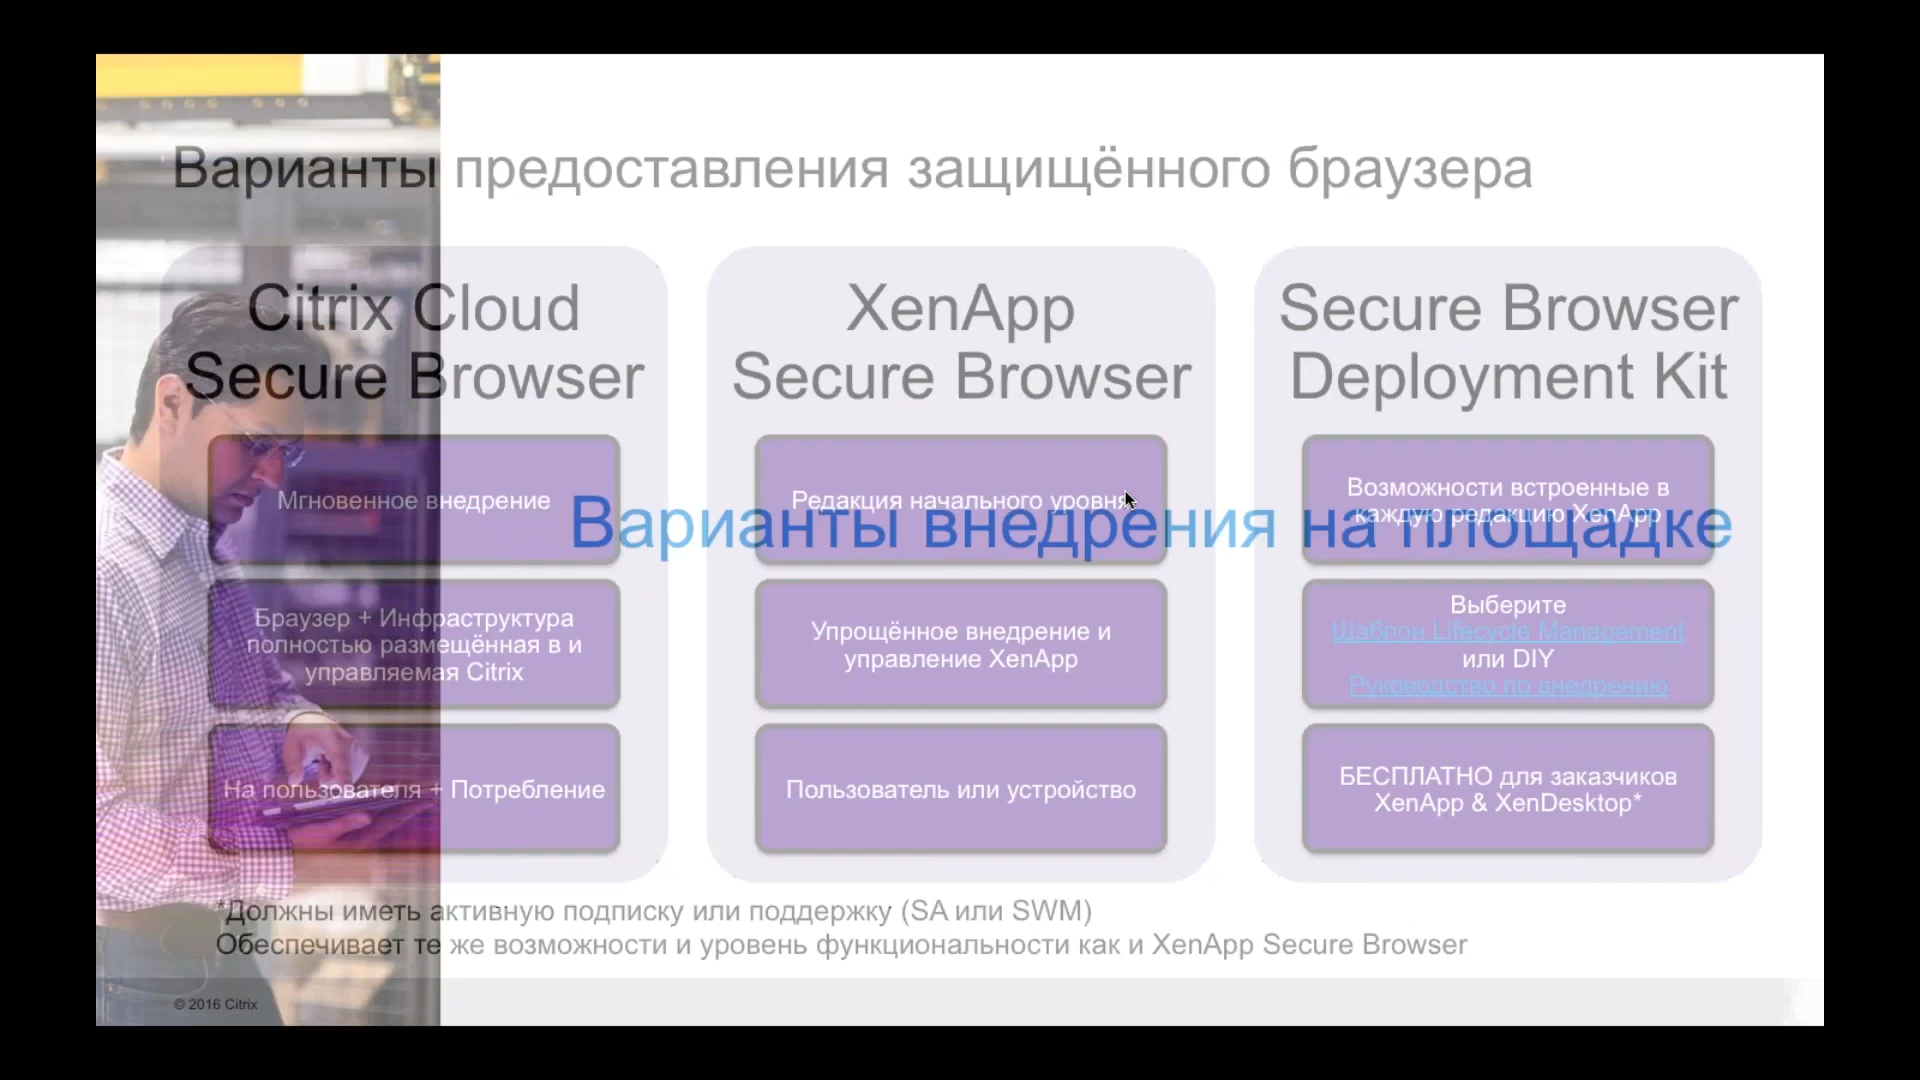 Варианты предоставления защищённого браузера
Citrix Cloud
Secure Browser
Мгновенное внедрение
Браузер + Инфраструктура
полностью размещённая в и
управляемая Citrix
На пользователя + Потребление
XenApp
Secure Browser
Редакция начального уровня
Упрощённое внедрение и
управление XenApp
Пользователь или устройство
Secure Browser
Deployment Kit
Возможности встроенные в
каждую редакцию XenApp
Выберите
Шаблон Lifecycle Management
или DIY
Руководство по внедрению
БЕСПЛАТНО для заказчиков
XenApp & XenDesktop*
Варианты внедрения на площадке
*Должны иметь активную подписку или поддержку (SA или SWM)
Обеспечивает те же возможности и уровень функциональности как и XenApp Secure Browser
© 2016 Citrix